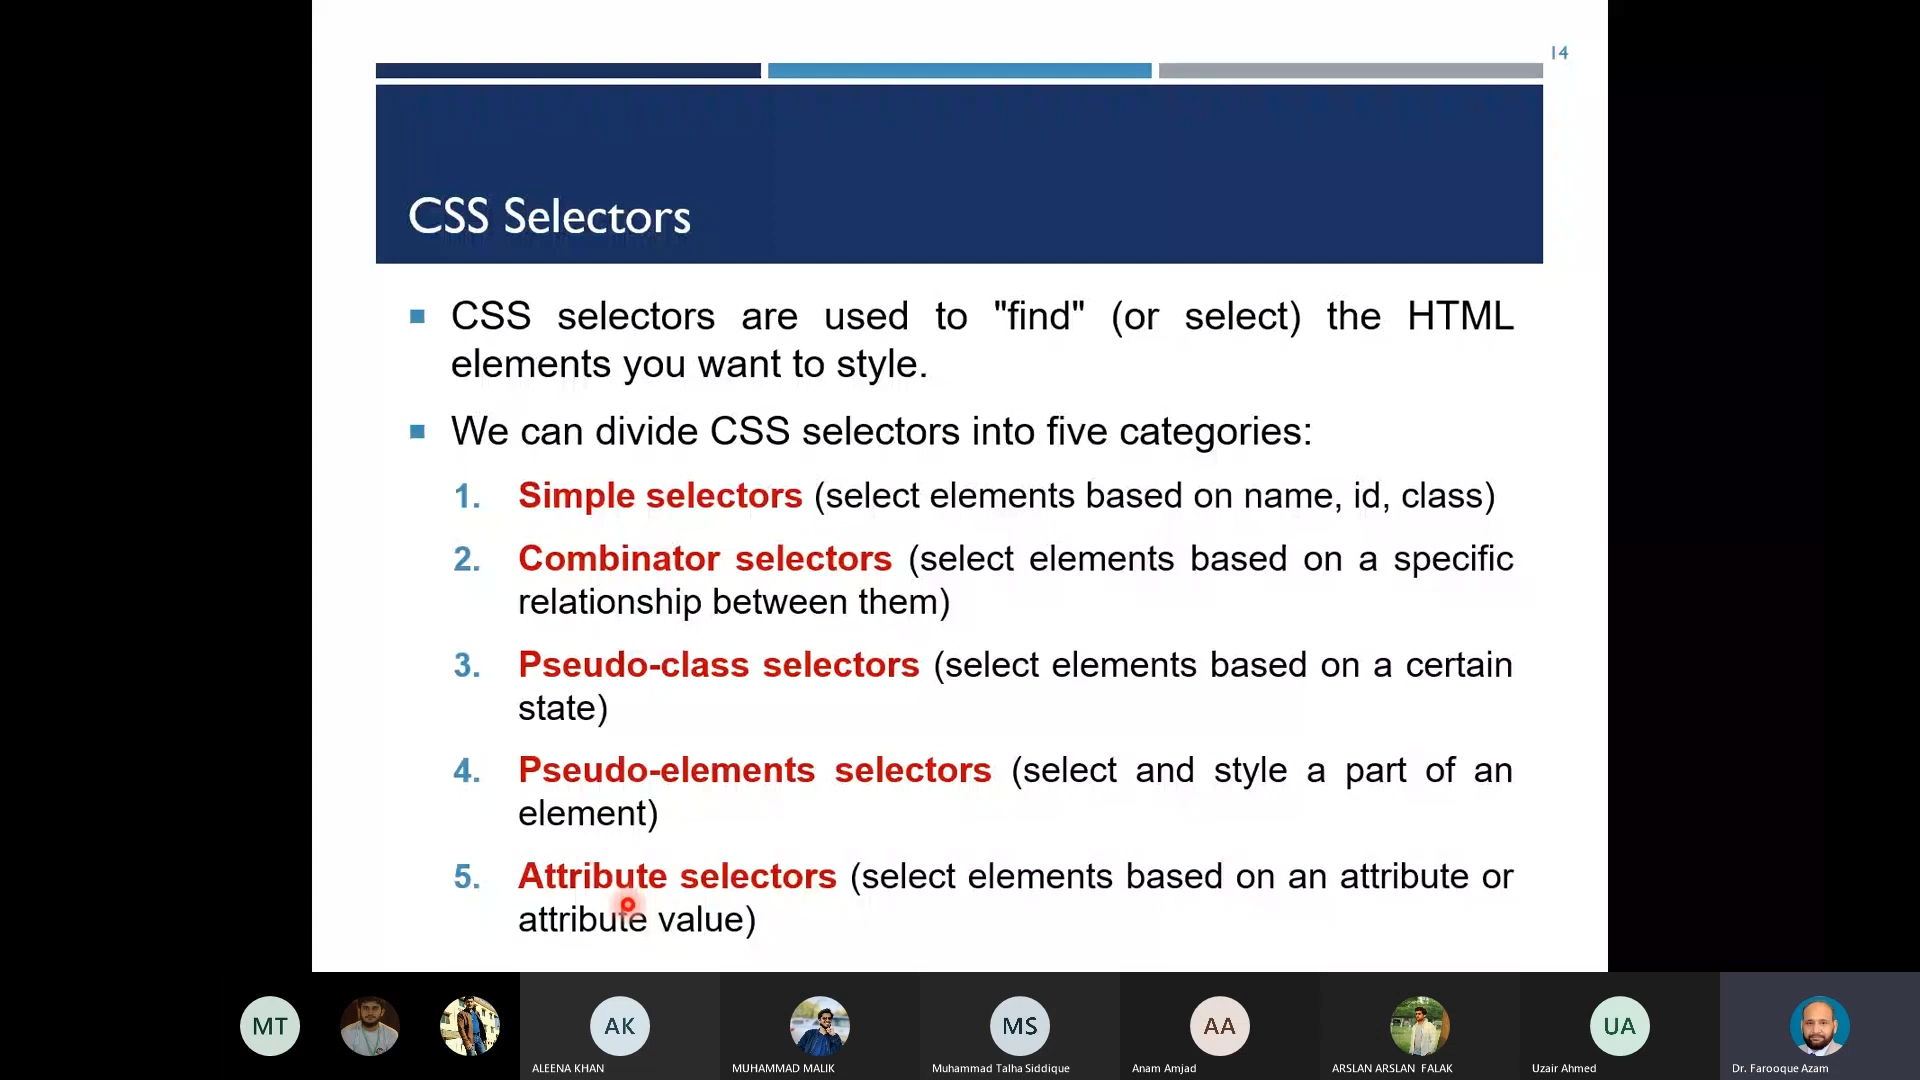 14
CSS Selectors
CSS selectors are used to "find" (or select) the HTML
elements you want to style.
We can divide CSS selectors into five categories:
1. Simple selectors (select elements based on name, id, class)
2. Combinator selectors (select elements based on a specific
relationship between them)
3. Pseudo-class selectors (select elements based on a certain
state)
4. Pseudo-elements selectors (select and style a part of an
element)
5. Attribute selectors (select elements based on an attribute or
attribute value)
MT
AK
MS
AA
UA
ALEENA KHAN
MUHAMMAD MALIK
Muhammad Talha Siddique
Anam Amjad
ARSLAN ARSLAN FALAK
Uzair Ahmed
Dr. Farooque Azam